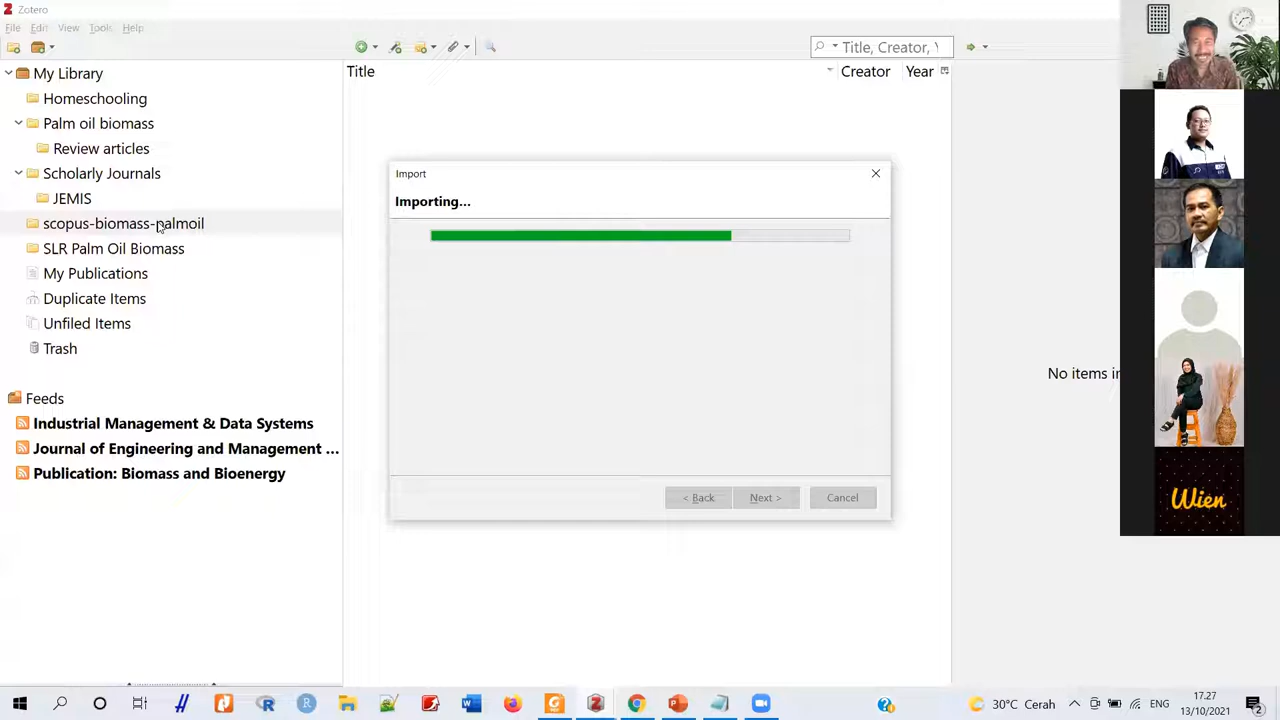 Zotero
File Edit View Tools Help
Title, Creator, Y
My Library
Homeschooling
Palm oil biomass
Review articles
Scholarly Journals
JEMIS
scopus-biomass-palmoil
SLR Palm Oil Biomass
My Publications
Duplicate Items
Unfiled Items
Trash
Feeds
Industrial Management & Data Systems
Journal of Engineering and Management ...
Publication: Biomass and Bioenergy
Title Creator Year
Import
Importing...
< Back Next > Cancel
No items in
Wien
30°C Cerah ENG
17.27
13/10/2021
2